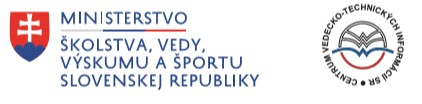 MINISTERSTVO
ŠKOLSTVA, VEDY,
VÝSKUMU A ŠPORTU
SLOVENSKEJ REPUBLIKY
CENTRUM VEDECKO-TECHNICKÝCH INFORMÁCIÍ SR